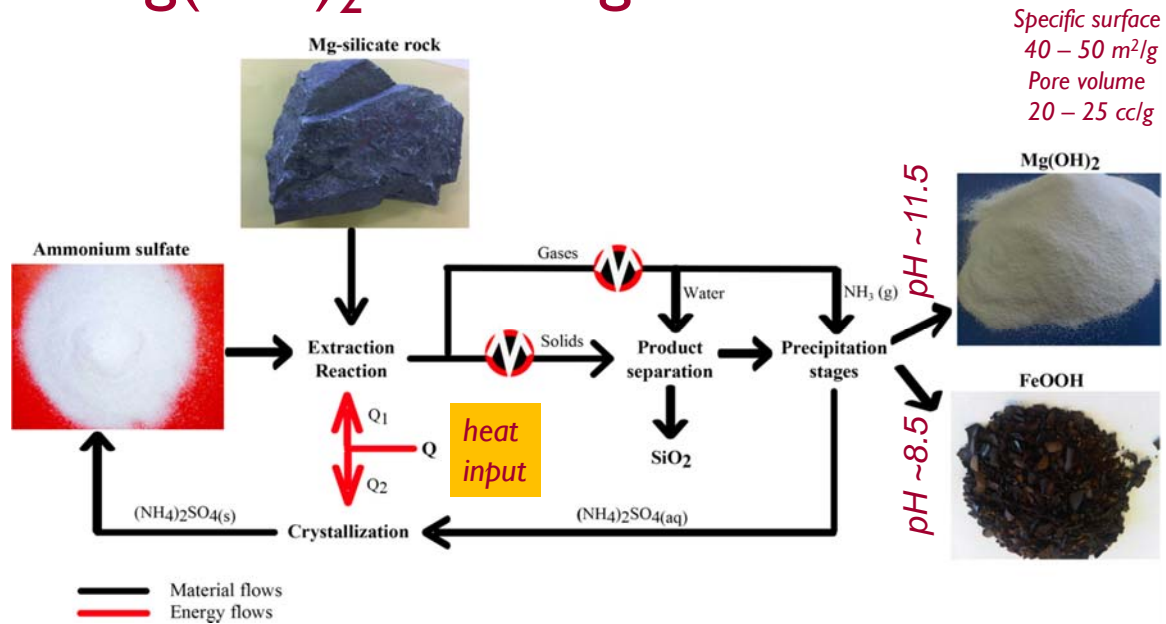 g(OH)2
Specific surface
40 – 50 m²/g
Pore volume
20 – 25 cc/g
Mg-silicate rock
Mg(OH)2
pH ~11.5
Ammonium sulfate
Gases
Water
NH3 (g)
Extraction
Reaction
Solids
Product
separation
Precipitation
stages
FeOOH
pH ~8.5
Q1
Q
Q2
heat
input
SiO2
(NH4)2SO4(s)
(NH4)2SO4(aq)
Crystallization
Material flows
Energy flows